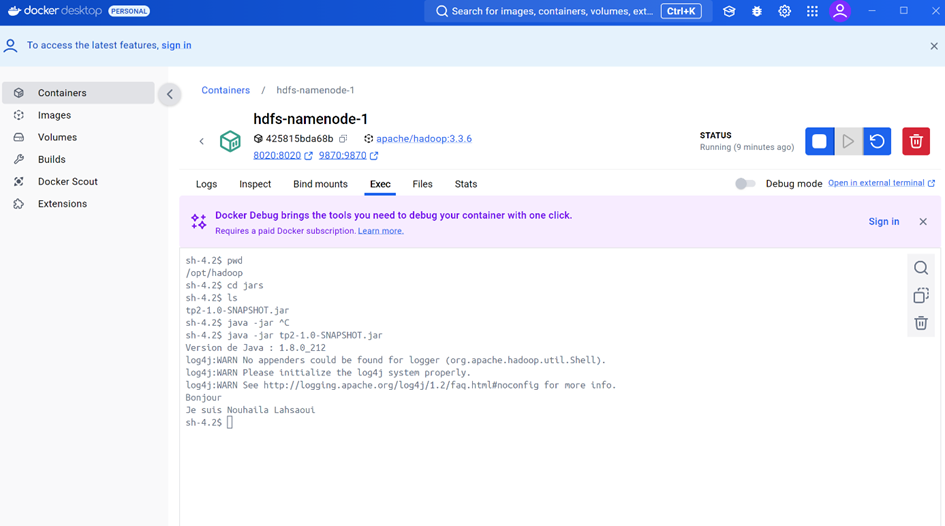 docker desktop PERSONAL
Search for images, containers, volumes, ext... Ctrl+K
To access the latest features, sign in
Containers
Images
Volumes
Builds
Docker Scout
Extensions
Containers / hdfs-namenode-1
hdfs-namenode-1
425815bda68b apache/hadoop:3.3.6
8020:8020 9870:9870
STATUS
Running (9 minutes ago)
Logs Inspect Bind mounts Exec Files Stats
Debug mode Open in external terminal
Docker Debug brings the tools you need to debug your container with one click.
Requires a paid Docker subscription. Learn more.
Sign in
sh-4.2$ pwd
/opt/hadoop
sh-4.2$ cd jars
sh-4.2$ ls
tp2-1.0-SNAPSHOT.jar
sh-4.2$ java -jar ^C
sh-4.2$ java -jar tp2-1.0-SNAPSHOT.jar
Version de Java : 1.8.0_212
log4j:WARN No appenders could be found for logger (org.apache.hadoop.util.Shell).
log4j:WARN Please initialize the log4j system properly.
log4j:WARN See http://logging.apache.org/log4j/1.2/faq.html#noconfig for more info.
Bonjour
Je suis Nouhaila Lahsaoui
sh-4.2$